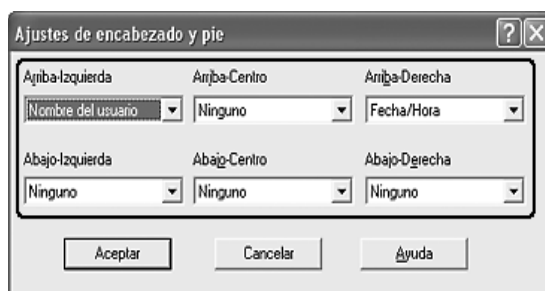 Ajustes de encabezado y pie
Arriba-Izquierda Arriba-Centro Arriba-Derecha
Nombre del usuario Ninguno Fecha/Hora
Abajo-Izquierda Abajo-Centro Abajo-Derecha
Ninguno Ninguno Ninguno
Aceptar Cancelar Ayuda